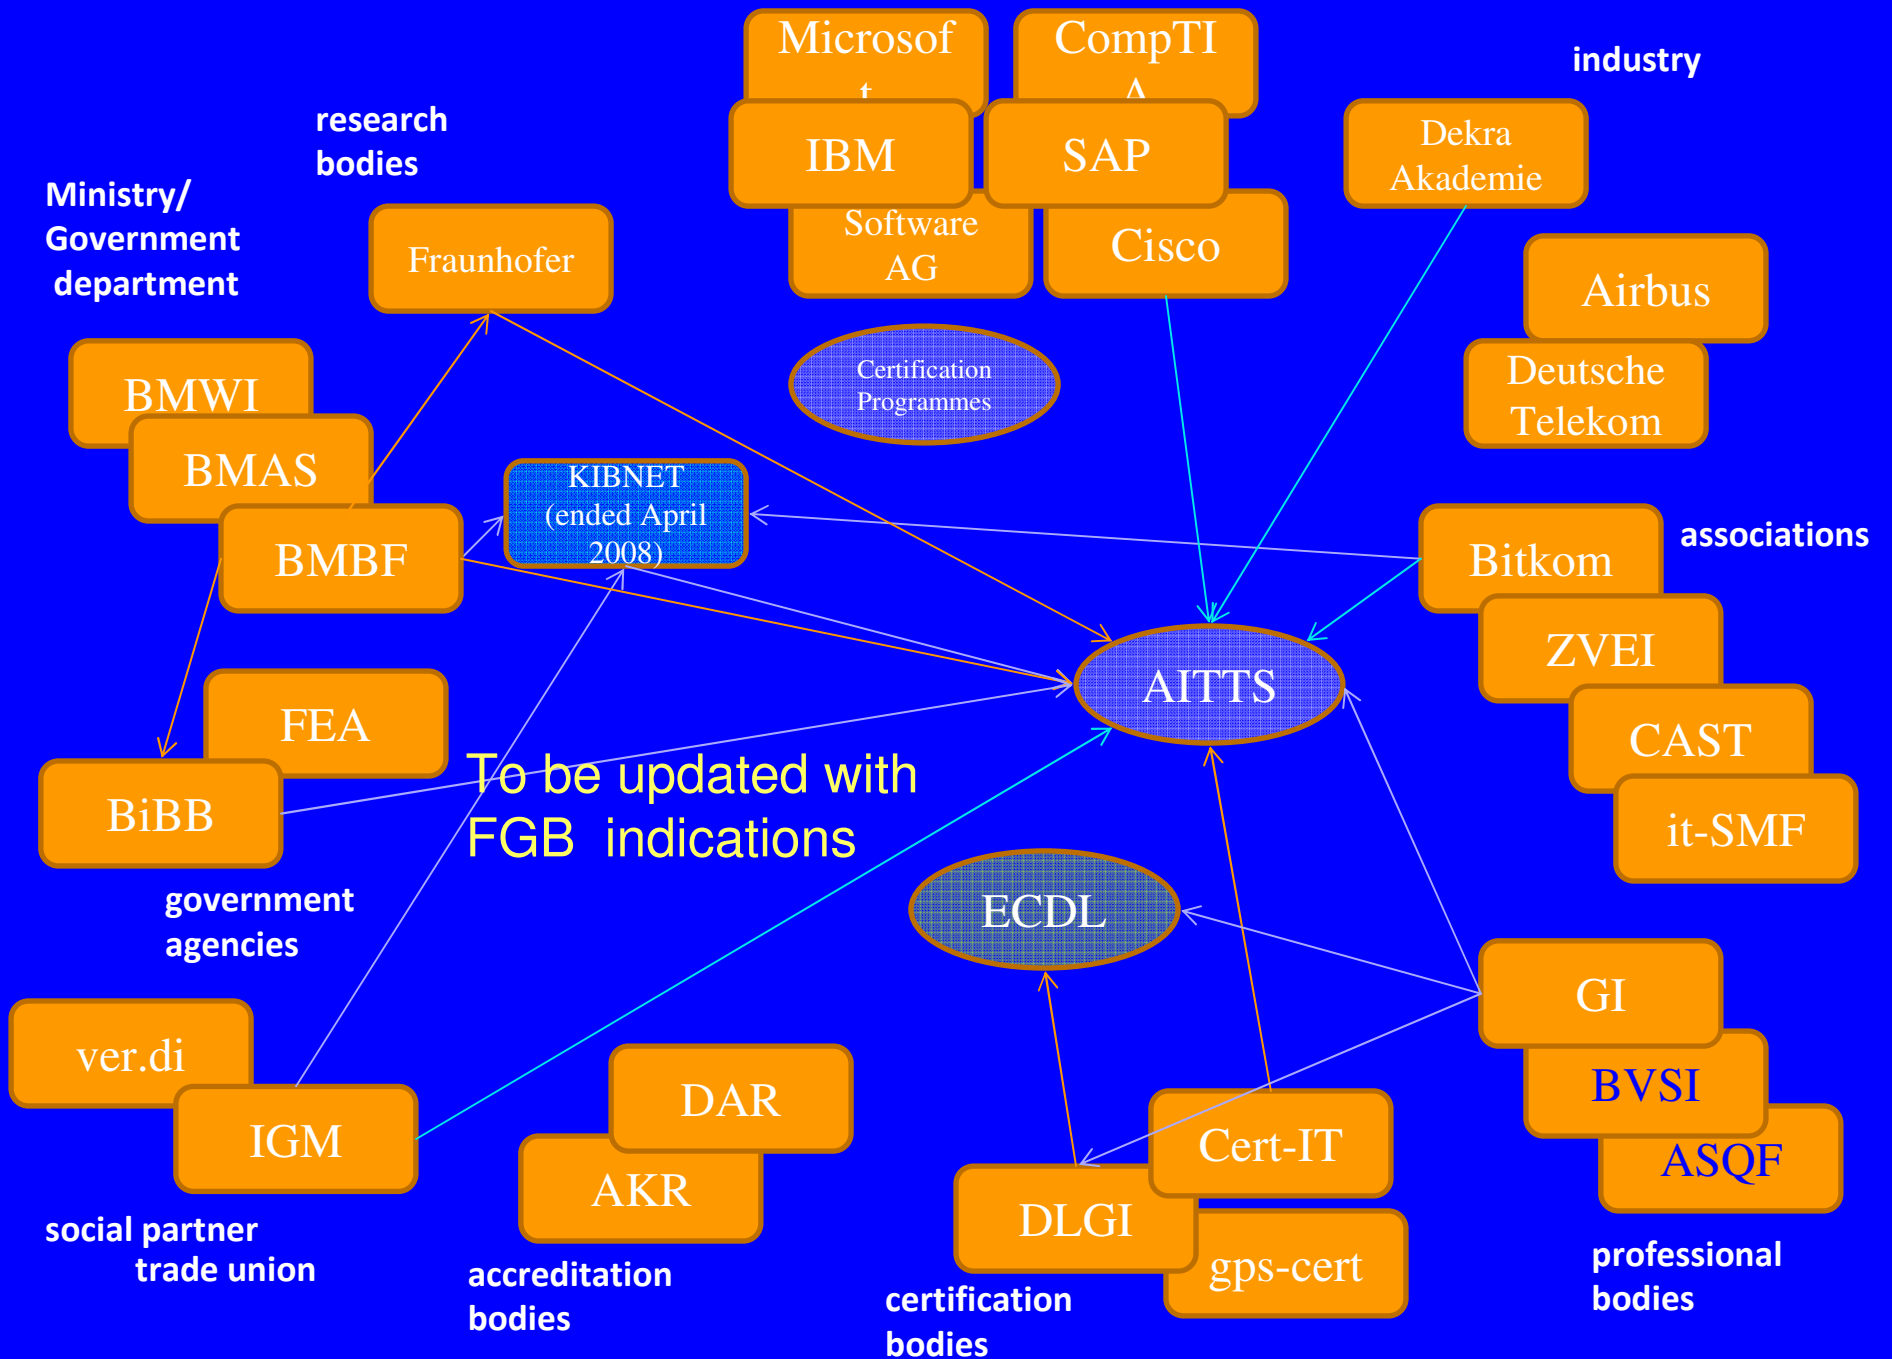 Microsof
t
CompTI
A
industry
research
bodies
IBM
SAP
Dekra
Akademie
Ministry/
Government
department
Fraunhofer
Software
AG
Cisco
Airbus
BMWI
Certification
Programmes
Deutsche
Telekom
BMAS
KIBNET
(ended April
2008)
BMBF
Bitkom
associations
ZVEI
AITTS
FEA
CAST
To be updated with
FGB indications
BiBB
it-SMF
government
agencies
ECDL
GI
ver.di
BVSI
DAR
IGM
Cert-IT
ASQF
AKR
DLGI
gps-cert
social partner
trade union
accreditation
bodies
certification
bodies
professional
bodies